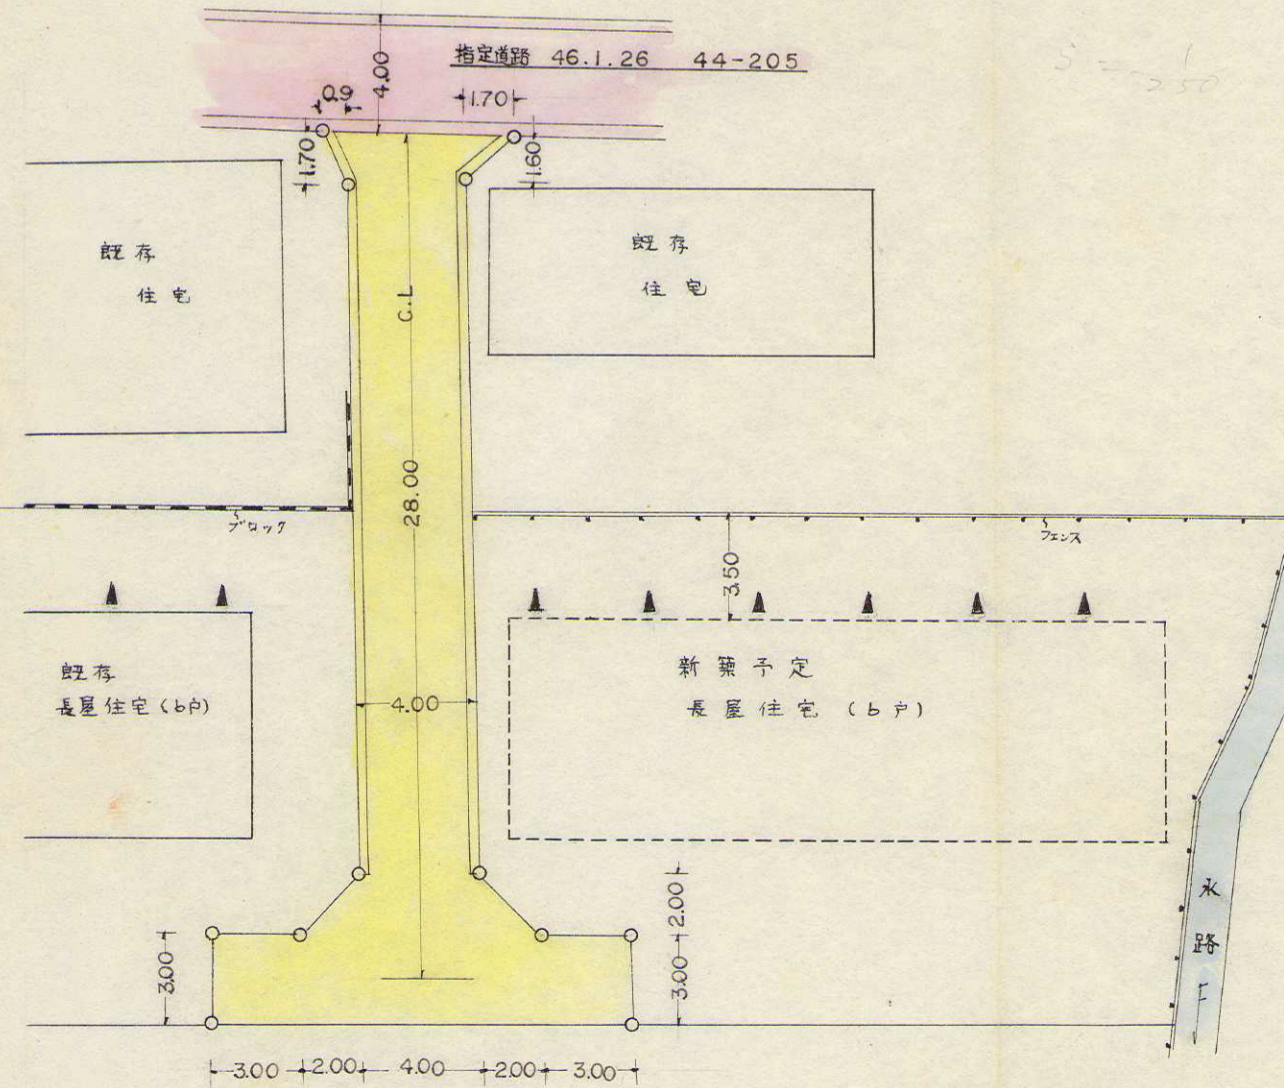 4.00
指定道路 46.1.26 44-205
S = 1/250
0.9
1.70
1.70
1.60
既存
住宅
既存
住宅
C.L
28.00
ブロック
フェンス
3.50
既存
長屋住宅(6戸)
新築予定
長屋住宅(6戸)
4.00
水路
2.00
3.00
3.00
3.00 2.00 4.00 2.00 3.00